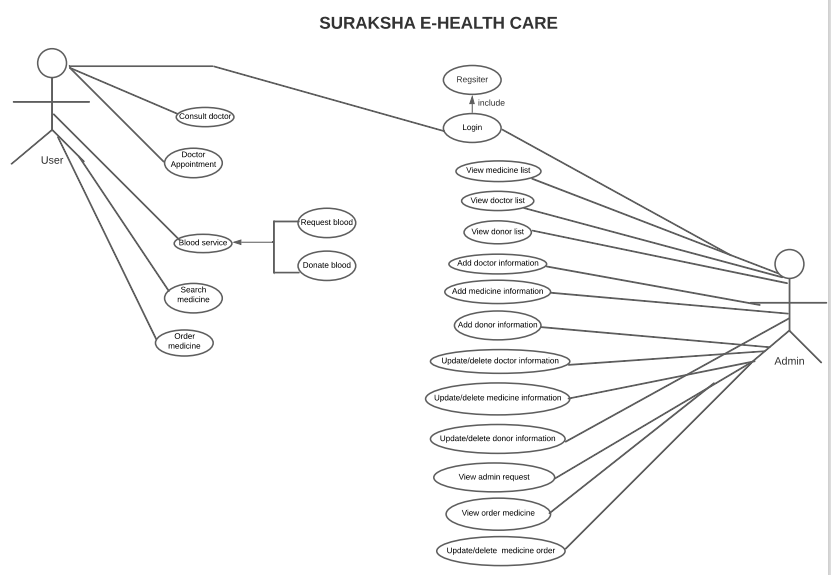 SURAKSHA E-HEALTH CARE
Regsiter
include
Login
Consult doctor
Doctor
Appointment
User
Blood service
Request blood
Donate blood
Search
medicine
Order
medicine
View medicine list
View doctor list
View donor list
Add doctor information
Add medicine information
Add donor information
Update/delete doctor information
Update/delete medicine information
Update/delete donor information
View admin request
View order medicine
Update/delete medicine order
Admin